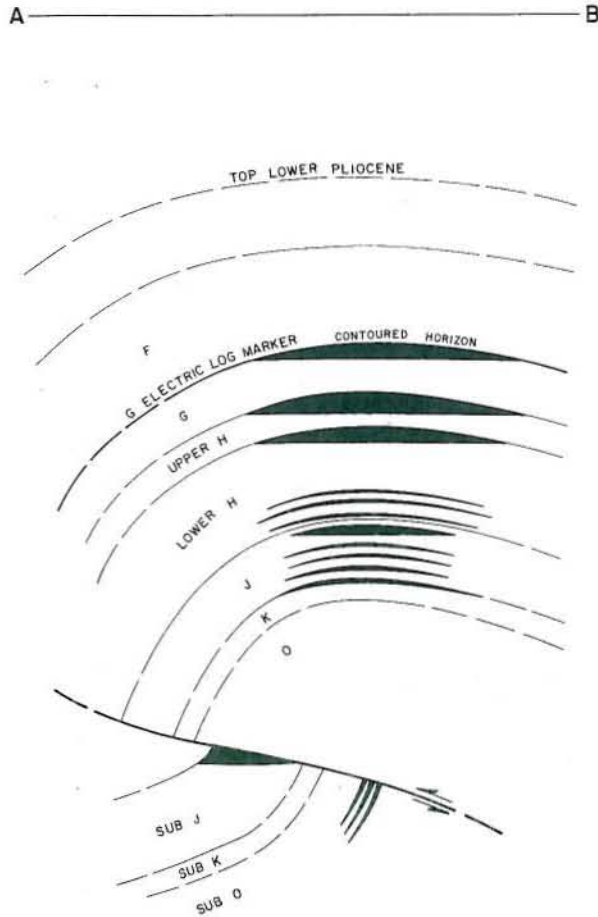 A B
TOP LOWER PLIOCENE
F
G ELECTRIC LOG MARKER
CONTOURED HORIZON
G
UPPER H
LOWER H
J
K
O
SUB J
SUB K
SUB O